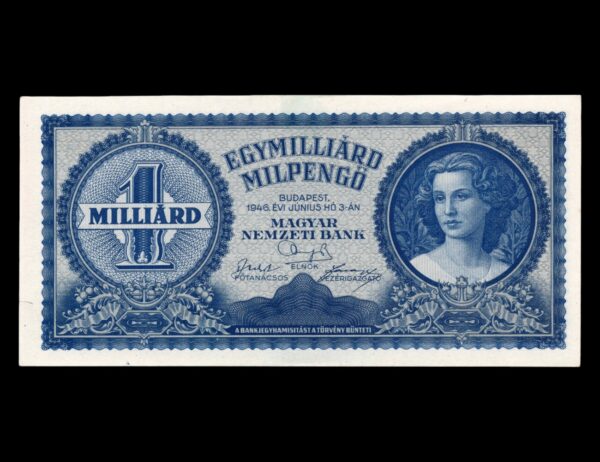 EGYMILLIÁRD
MILPENGŐ
BUDAPEST,
1946. ÉVI JÚNIUS HÓ 3-ÁN
MAGYAR
NEMZETI BANK
ELNÖK
FŐTANÁCSOS VEZÉRIGAZGATÓ
1
MILLIÁRD
A BANKJEGYHAMISITÁST A TÖRVÉNY BÜNTETI